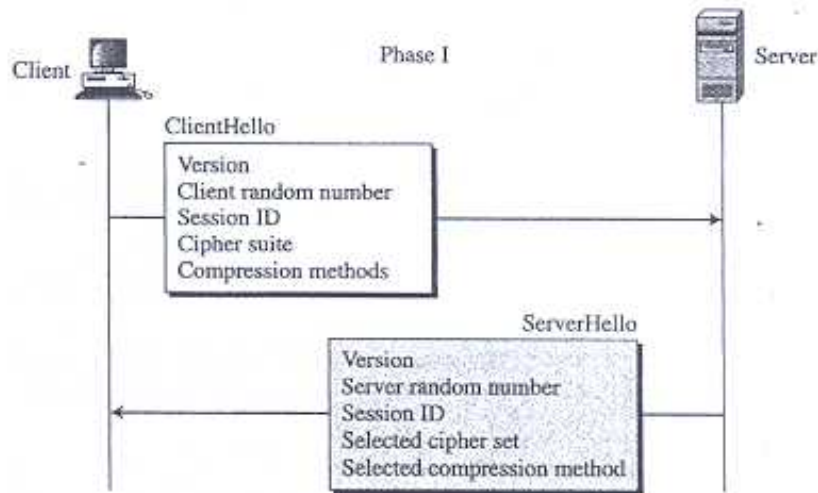 Phase I
Client
Server
ClientHello
Version
Client random number
Session ID
Cipher suite
Compression methods
ServerHello
Version
Server random number
Session ID
Selected cipher set
Selected compression method